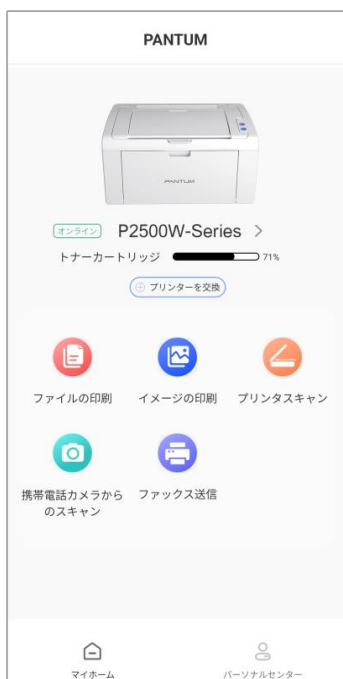 PANTUM
PANTUM
オンライン P2500W-Series >
トナーカートリッジ 71%
プリンターを交換
ファイルの印刷 イメージの印刷 プリンタスキャン
携帯電話カメラから ファックス送信
のスキャン
マイホーム パーソナルセンター